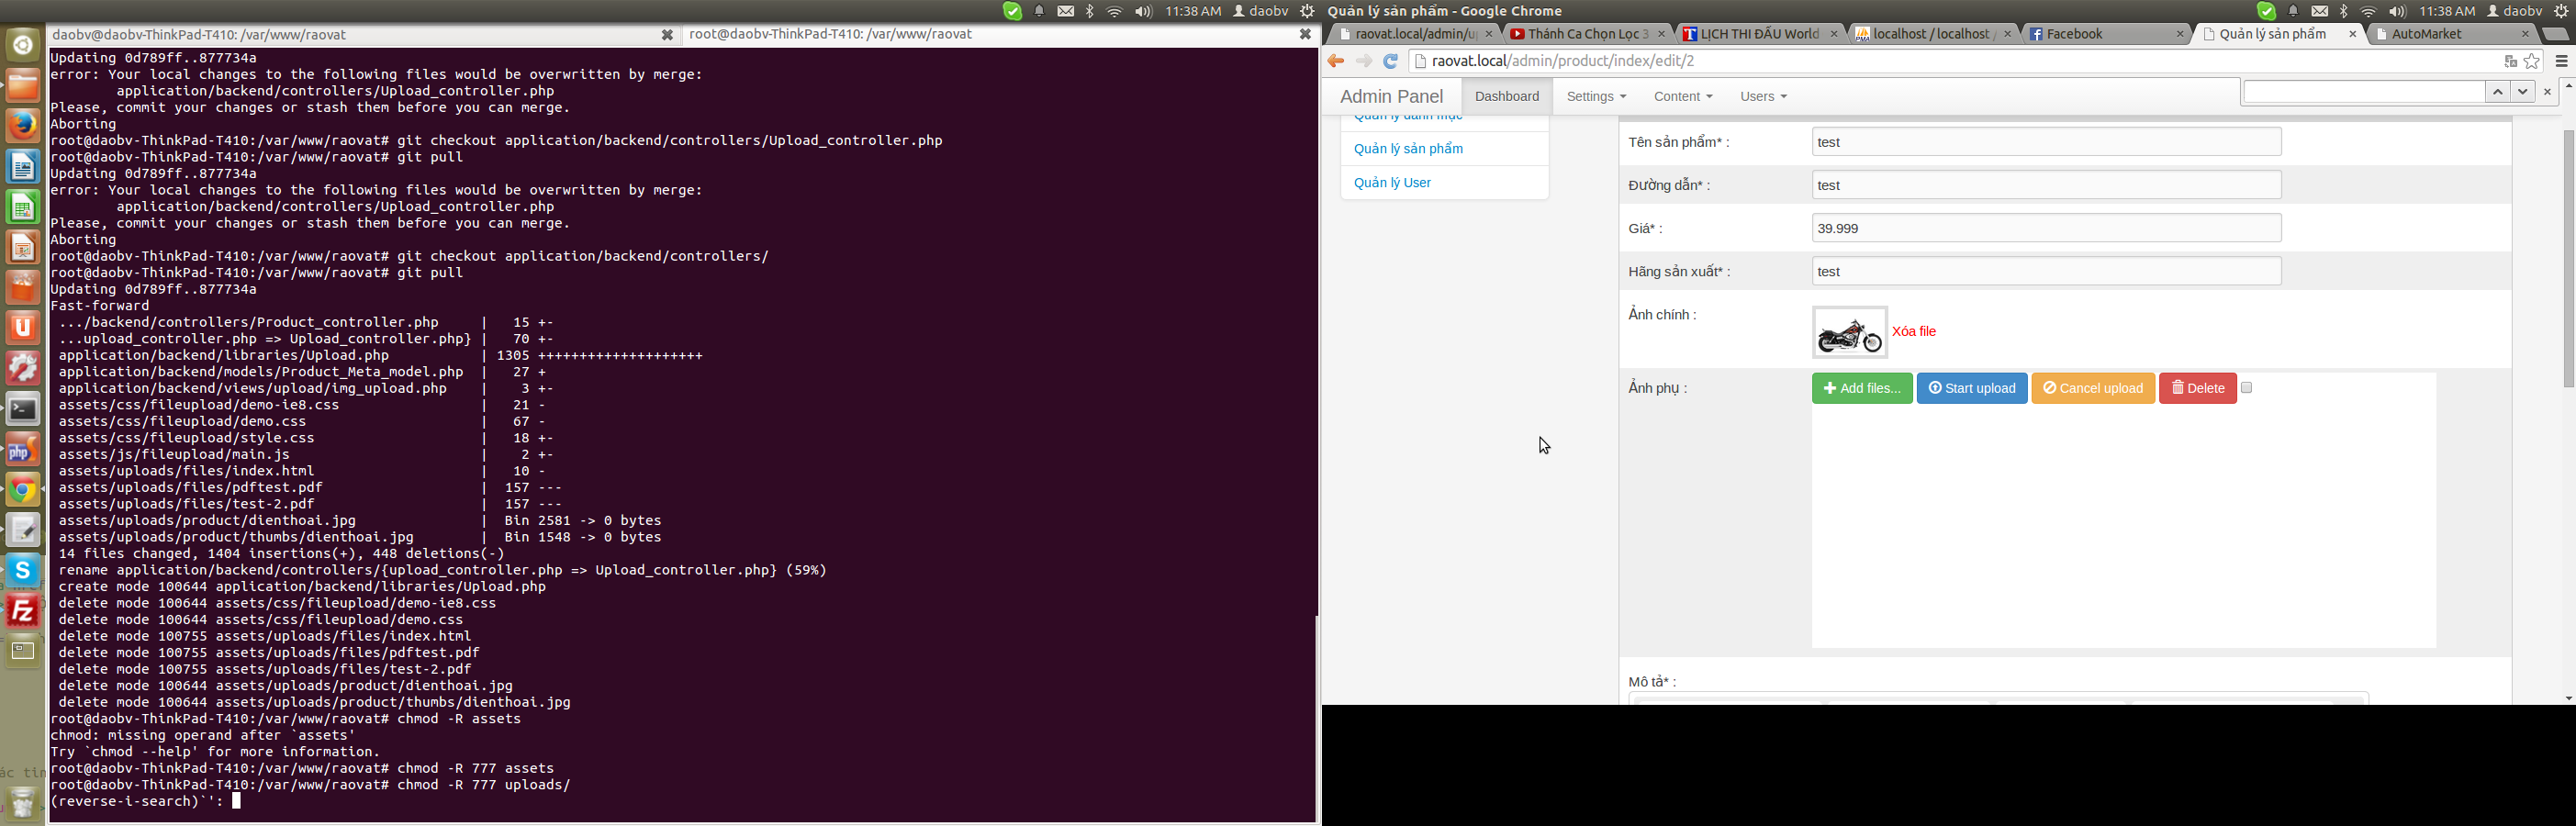 11:38 AM daobv
daobv@daobv-ThinkPad-T410: /var/www/raovat
root@daobv-ThinkPad-T410: /var/www/raovat
Updating 0d789ff..877734a
error: Your local changes to the following files would be overwritten by merge:
application/backend/controllers/Upload_controller.php
Please, commit your changes or stash them before you can merge.
Aborting
root@daobv-ThinkPad-T410:/var/www/raovat# git checkout application/backend/controllers/Upload_controller.php
root@daobv-ThinkPad-T410:/var/www/raovat# git pull
Updating 0d789ff..877734a
error: Your local changes to the following files would be overwritten by merge:
application/backend/controllers/Upload_controller.php
Please, commit your changes or stash them before you can merge.
Aborting
root@daobv-ThinkPad-T410:/var/www/raovat# git checkout application/backend/controllers/
root@daobv-ThinkPad-T410:/var/www/raovat# git pull
Updating 0d789ff..877734a
Fast-forward
.../backend/controllers/Product_controller.php | 15 +-
...upload_controller.php => Upload_controller.php} | 70 +-
application/backend/libraries/Upload.php | 1305 ++++++++++++++++++++
application/backend/models/Product_Meta_model.php | 27 +
application/backend/views/upload/img_upload.php | 3 +-
assets/css/fileupload/demo-ie8.css | 21 -
assets/css/fileupload/demo.css | 67 -
assets/css/fileupload/style.css | 18 +-
assets/js/fileupload/main.js | 2 +-
assets/uploads/files/index.html | 10 -
assets/uploads/files/pdftest.pdf | 157 ---
assets/uploads/files/test-2.pdf | 157 ---
assets/uploads/product/dienthoai.jpg | Bin 2581 -> 0 bytes
assets/uploads/product/thumbs/dienthoai.jpg | Bin 1548 -> 0 bytes
14 files changed, 1404 insertions(+), 448 deletions(-)
rename application/backend/controllers/{upload_controller.php => Upload_controller.php} (59%)
create mode 100644 application/backend/libraries/Upload.php
delete mode 100644 assets/css/fileupload/demo-ie8.css
delete mode 100644 assets/css/fileupload/demo.css
delete mode 100755 assets/uploads/files/index.html
delete mode 100755 assets/uploads/files/pdftest.pdf
delete mode 100755 assets/uploads/files/test-2.pdf
delete mode 100644 assets/uploads/product/dienthoai.jpg
delete mode 100644 assets/uploads/product/thumbs/dienthoai.jpg
root@daobv-ThinkPad-T410:/var/www/raovat# chmod -R assets
chmod: missing operand after `assets'
Try `chmod --help' for more information.
root@daobv-ThinkPad-T410:/var/www/raovat# chmod -R 777 assets
root@daobv-ThinkPad-T410:/var/www/raovat# chmod -R 777 uploads/
(reverse-i-search)`':
Quản lý sản phẩm - Google Chrome
11:38 AM daobv
raovat.local/admin/u
Thánh Ca Chọn Lọc 3
LỊCH THI ĐẤU World
localhost / localhost /
Facebook
Quản lý sản phẩm
AutoMarket
raovat.local/admin/product/index/edit/2
Admin Panel Dashboard Settings Content Users
Quản lý danh mục
Quản lý sản phẩm
Quản lý User
Tên sản phẩm* : test
Đường dẫn* : test
Giá* : 39.999
Hãng sản xuất* : test
Ảnh chính : Xóa file
Ảnh phụ : Add files... Start upload Cancel upload Delete
Mô tả* :